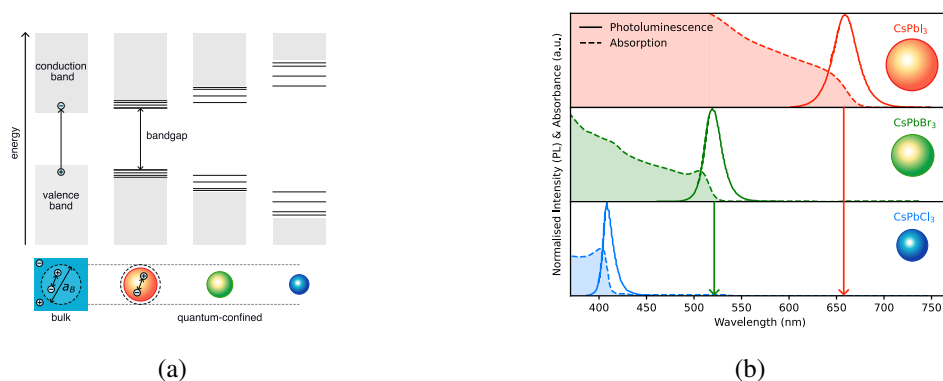 energy
conduction
band
bandgap
valence
band
a_B
bulk
quantum-confined
(a)
Normalised Intensity (PL) & Absorbance (a.u.)
Photoluminescence
Absorption
CsPbI₃
CsPbBr₃
CsPbCl₃
400 450 500 550 600 650 700 750
Wavelength (nm)
(b)